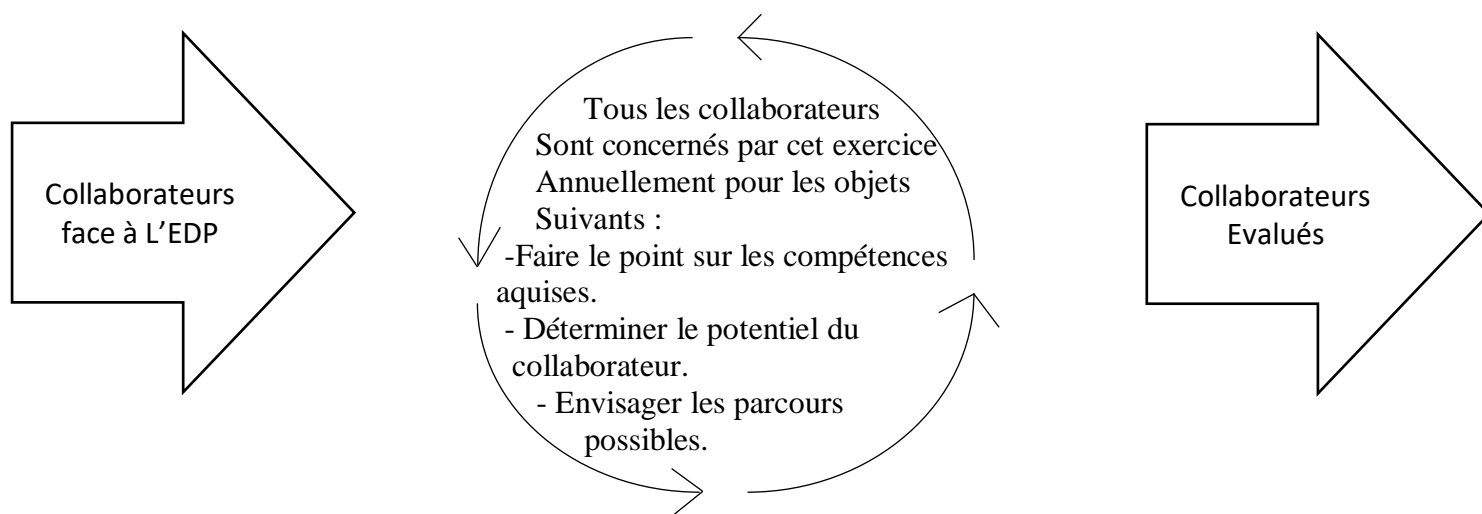 Collaborateurs
face à L'EDP
Tous les collaborateurs
Sont concernés par cet exercice
Annuellement pour les objets
Suivants :
-Faire le point sur les compétences
aquises.
- Déterminer le potentiel du
collaborateur.
- Envisager les parcours
possibles.
Collaborateurs
Evalués